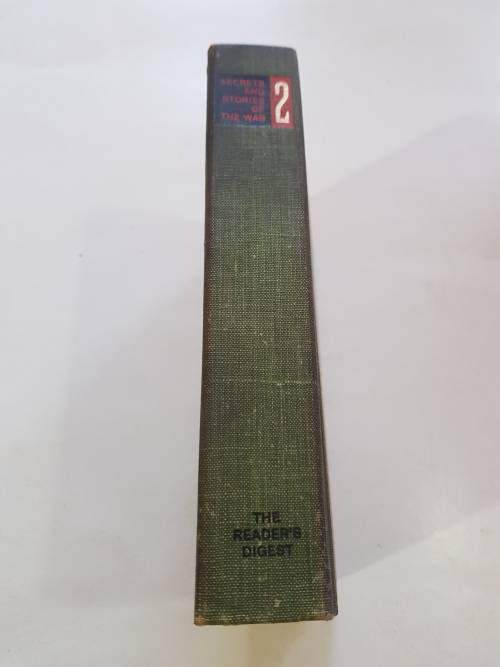 SECRETS
AND
STORIES
OF
THE WAR
2
THE
READER'S
DIGEST